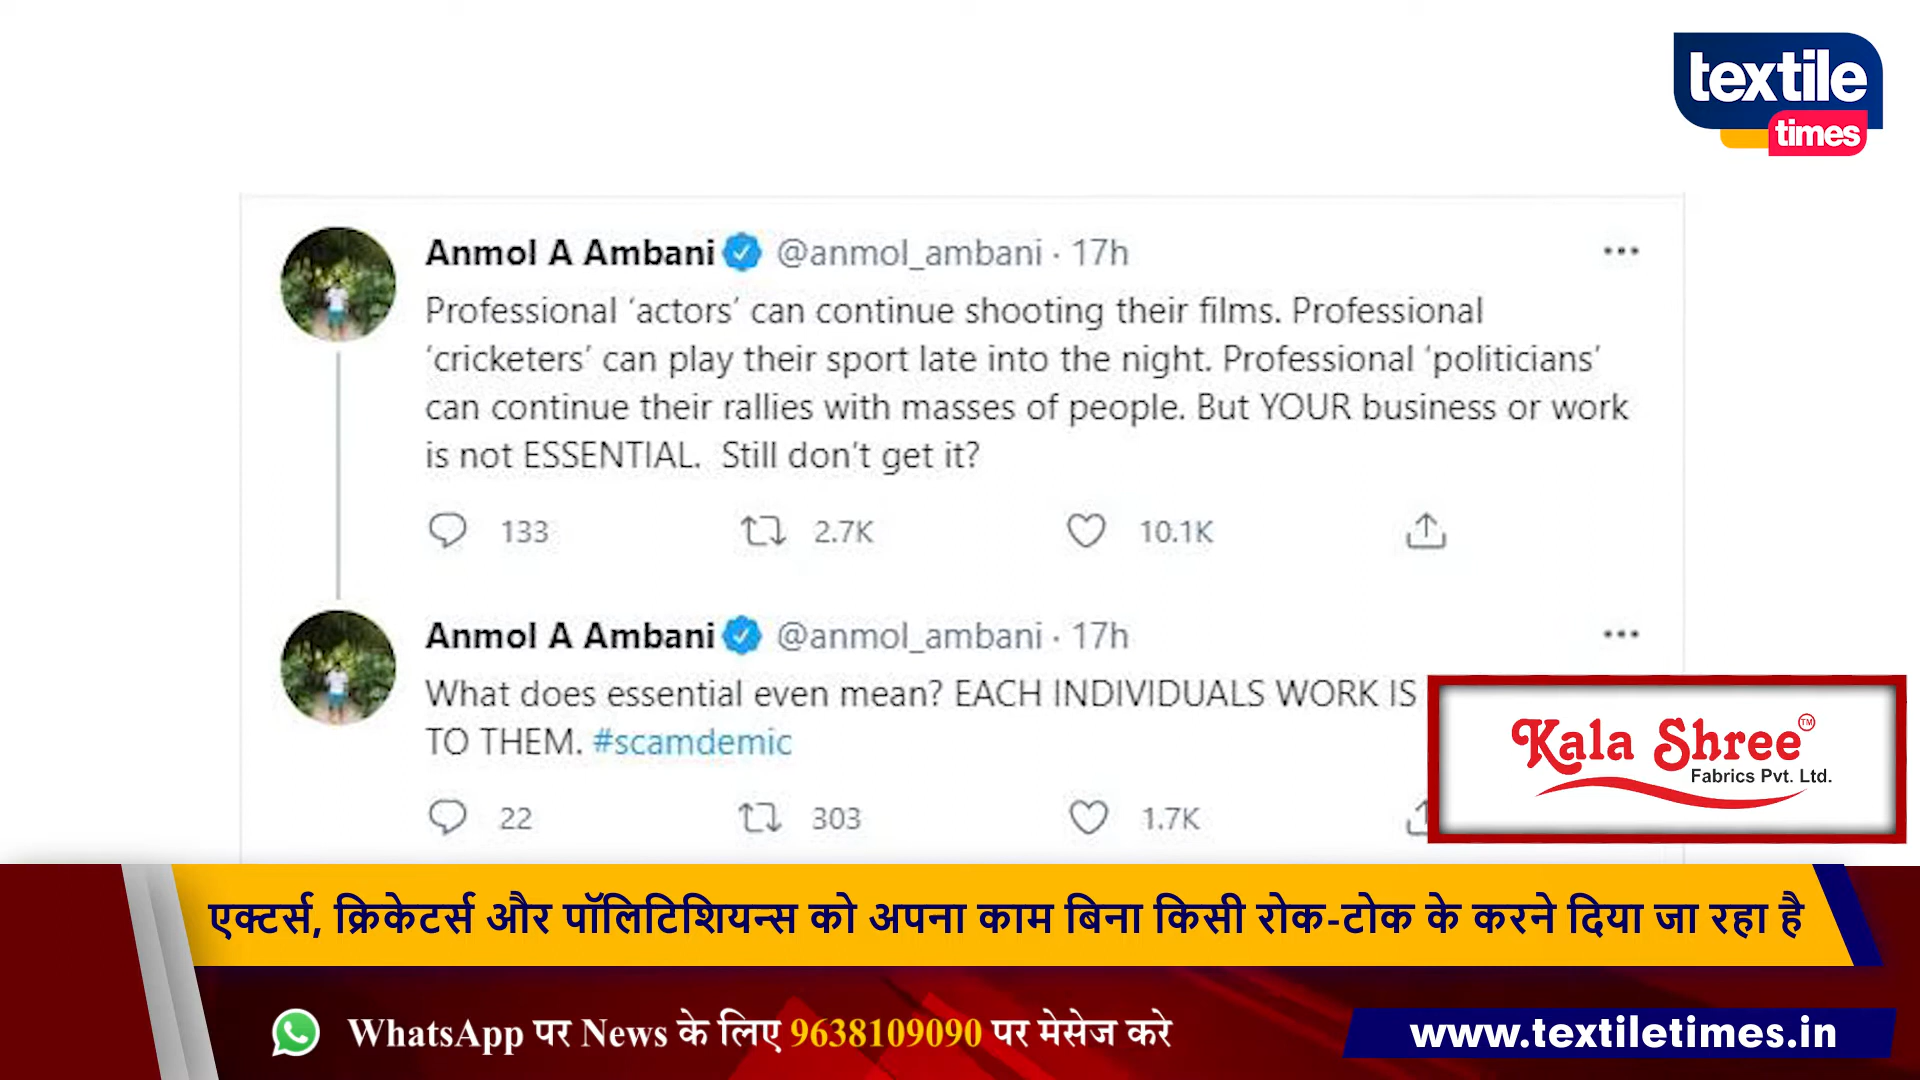 textile
times
Anmol A Ambani @anmol_ambani · 17h
Professional ‘actors’ can continue shooting their films. Professional
‘cricketers’ can play their sport late into the night. Professional ‘politicians’
can continue their rallies with masses of people. But YOUR business or work
is not ESSENTIAL.  Still don’t get it?
133 2.7K 10.1K
Anmol A Ambani @anmol_ambani · 17h
What does essential even mean? EACH INDIVIDUALS WORK IS
TO THEM. #scamdemic
22 303 1.7K
Kala Shree™
Fabrics Pvt. Ltd.
एक्टर्स, क्रिकेटर्स और पॉलिटिशियन्स को अपना काम बिना किसी रोक-टोक के करने दिया जा रहा है
WhatsApp पर News के लिए 9638109090 पर मेसेज करे
www.textiletimes.in